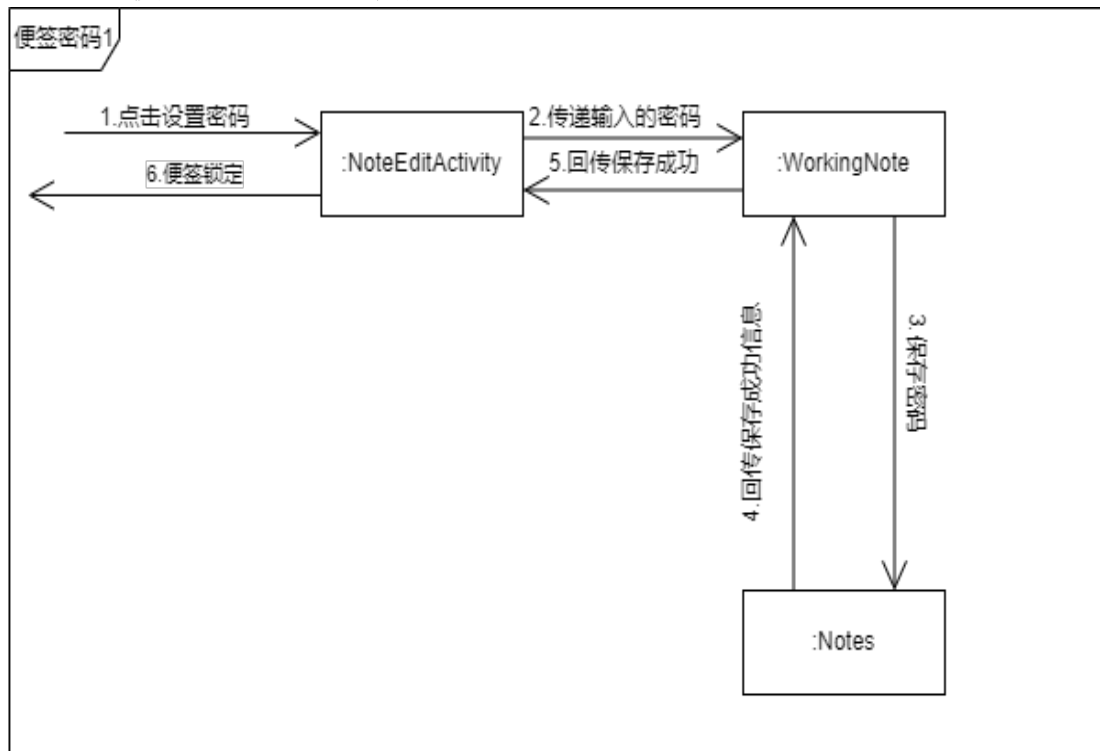 便签密码1
1.点击设置密码
2.传递输入的密码
:NoteEditActivity
:WorkingNote
6.便签锁定
5.回传保存成功
4.回传保存成功信息
3.保存密码
:Notes